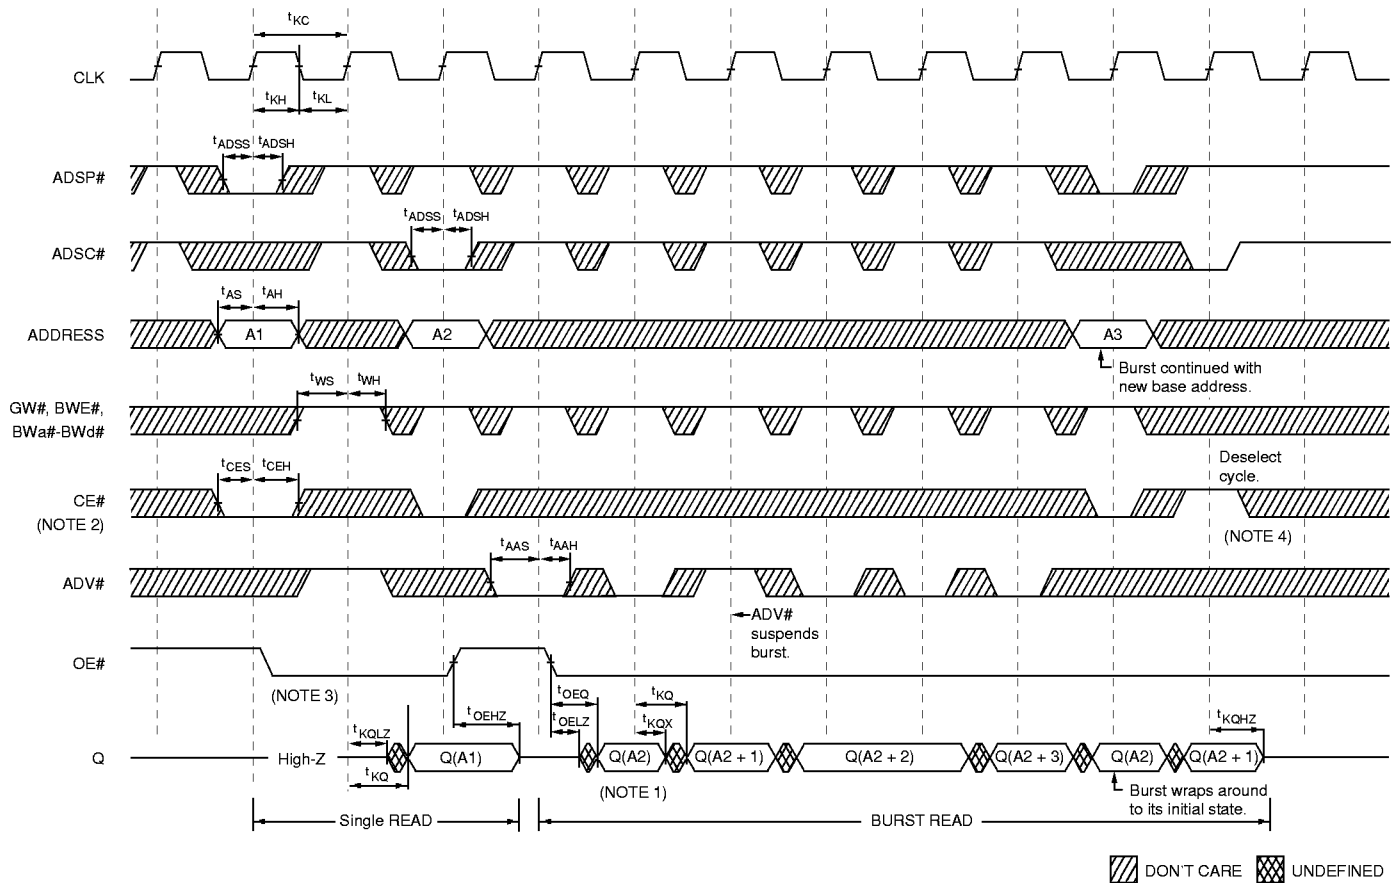 tKC
CLK
tKH
tKL
tADSS
tADSH
ADSP#
tADSS
tADSH
ADSC#
tAS
tAH
ADDRESS
A1
A2
A3
Burst continued with
new base address.
tWS
tWH
GW#, BWE#,
BWa#-BWd#
tCES
tCEH
Deselect
cycle.
CE#
(NOTE 2)
(NOTE 4)
tAAS
tAAH
ADV#
ADV#
suspends
burst.
OE#
(NOTE 3)
tOEHZ
tOEQ
tOELZ
tKQ
tKQX
tKQHZ
tKQLZ
Q
High-Z
Q(A1)
Q(A2)
Q(A2 + 1)
Q(A2 + 2)
Q(A2 + 3)
Q(A2)
Q(A2 + 1)
tKQ
(NOTE 1)
Burst wraps around
to its initial state.
Single READ
BURST READ
DON'T CARE
UNDEFINED